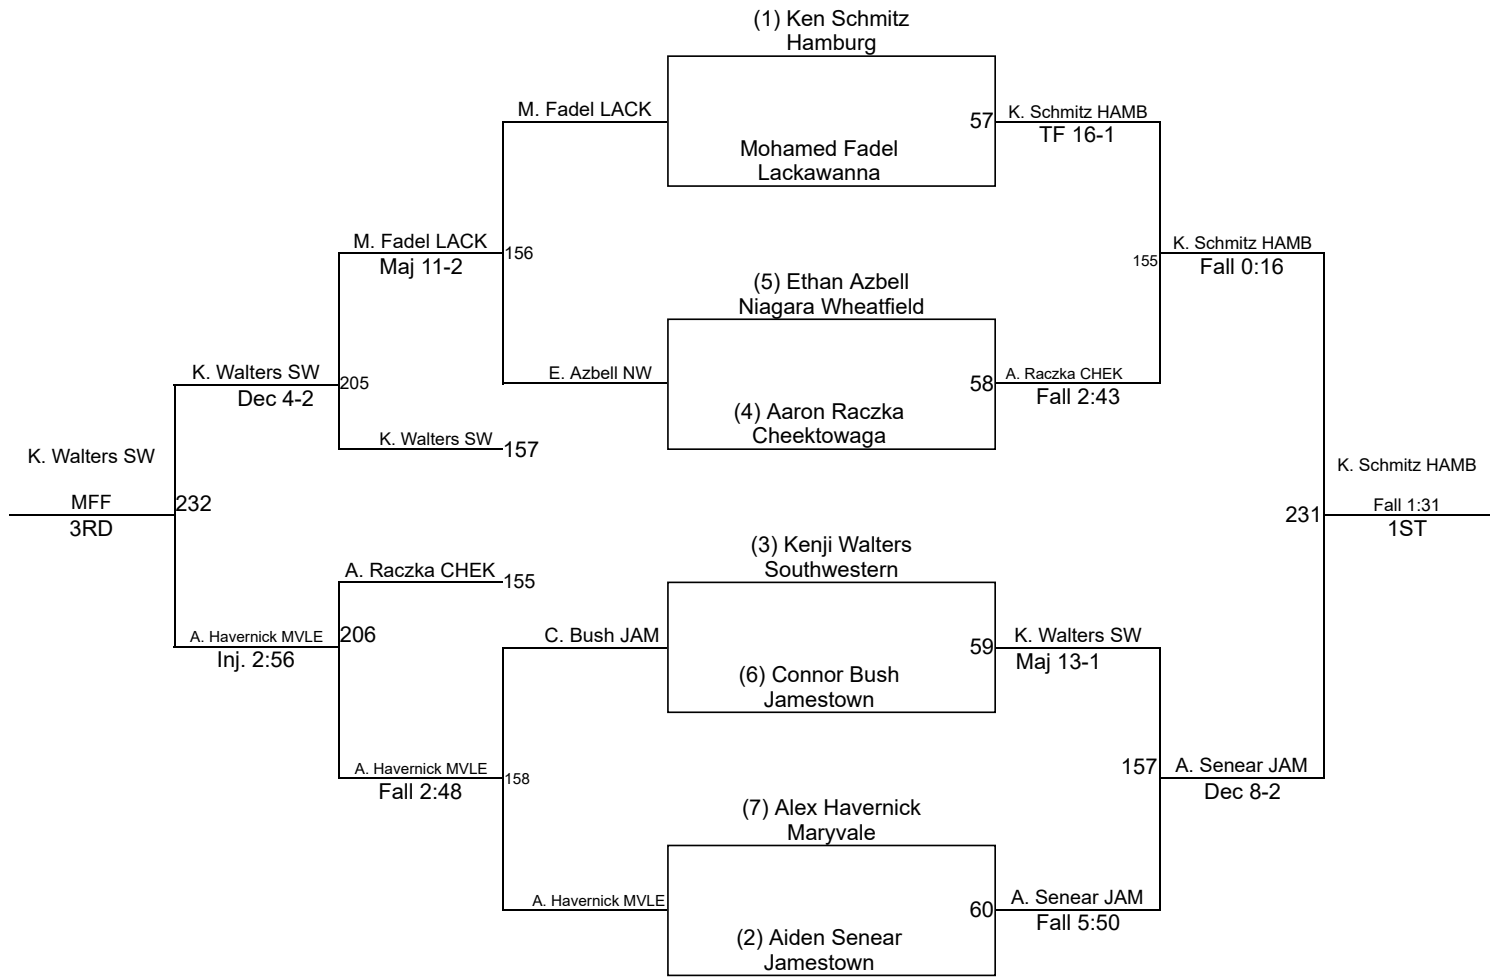 (1) Ken Schmitz
Hamburg
M. Fadel LACK
57
K. Schmitz HAMB
TF 16-1
Mohamed Fadel
Lackawanna
M. Fadel LACK
Maj 11-2
156
155
K. Schmitz HAMB
Fall 0:16
(5) Ethan Azbell
Niagara Wheatfield
K. Walters SW
Dec 4-2
205
E. Azbell NW
58
A. Raczka CHEK
Fall 2:43
(4) Aaron Raczka
Cheektowaga
K. Walters SW
157
K. Walters SW
MFF
3RD
232
231
K. Schmitz HAMB
Fall 1:31
1ST
(3) Kenji Walters
Southwestern
A. Raczka CHEK
155
A. Havernick MVLE
Inj. 2:56
206
C. Bush JAM
59
K. Walters SW
Maj 13-1
(6) Connor Bush
Jamestown
A. Havernick MVLE
Fall 2:48
158
157
A. Senear JAM
Dec 8-2
(7) Alex Havernick
Maryvale
A. Havernick MVLE
60
A. Senear JAM
Fall 5:50
(2) Aiden Senear
Jamestown